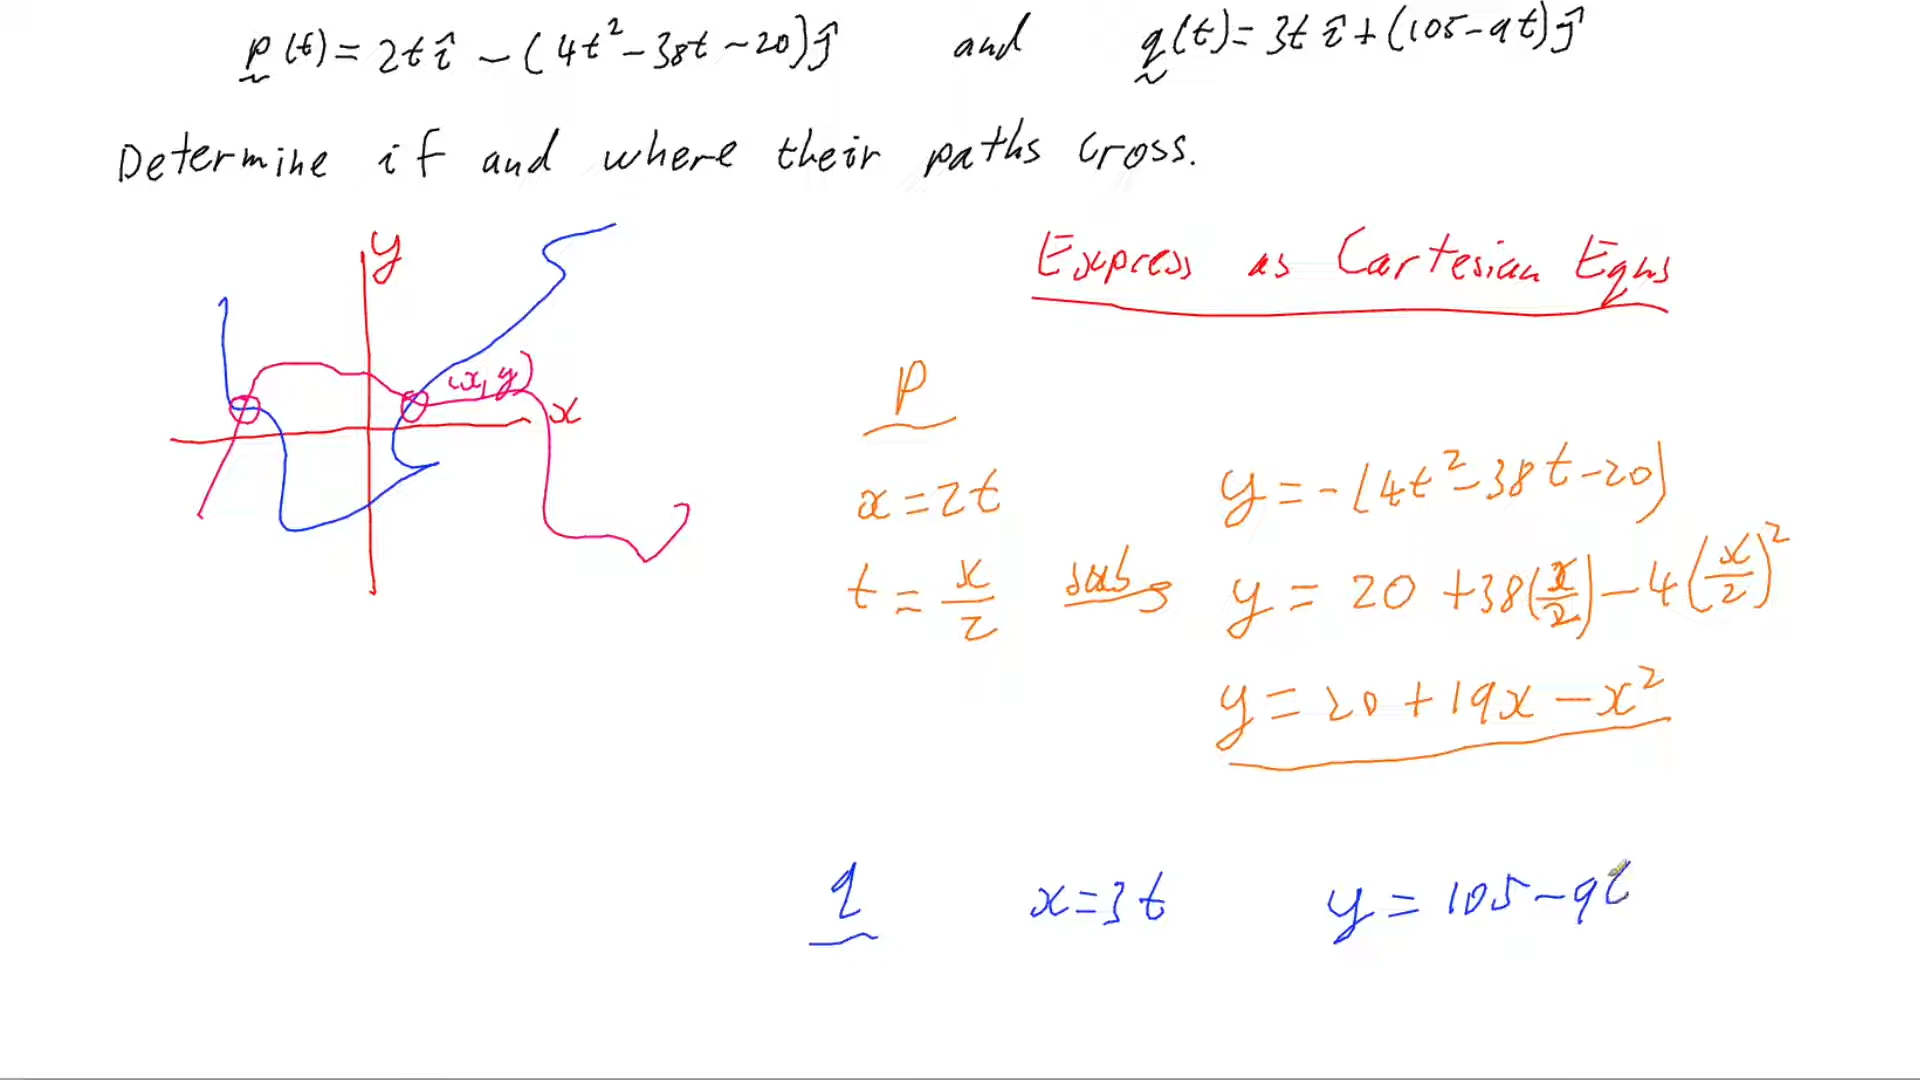 p(t) = 2t î - (4t² - 38t - 20) ĵ and q(t) = 3t î + (105 - 9t) ĵ
Determine if and where their paths cross.
y
(x, y)
x
Express as Cartesian Eqns
P
x = 2t y = -(4t² - 38t - 20)
t = x/2 sub y = 20 + 38(x/2) - 4(x/2)²
y = 20 + 19x - x²
q x = 3t y = 105 - 9t